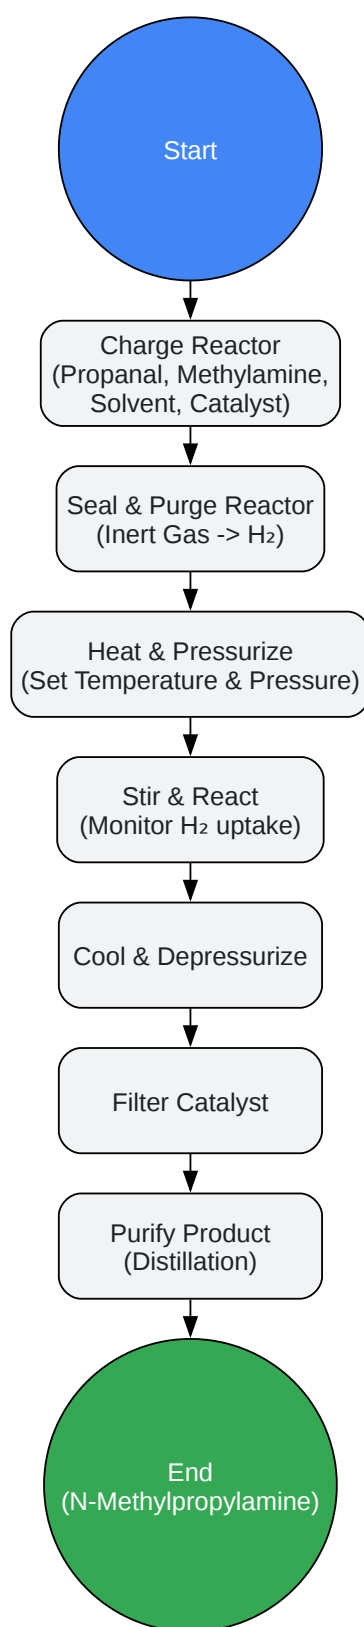 Start
Charge Reactor
(Propanal, Methylamine,
Solvent, Catalyst)
Seal & Purge Reactor
(Inert Gas -> H₂)
Heat & Pressurize
(Set Temperature & Pressure)
Stir & React
(Monitor H₂ uptake)
Cool & Depressurize
Filter Catalyst
Purify Product
(Distillation)
End
(N-Methylpropylamine)